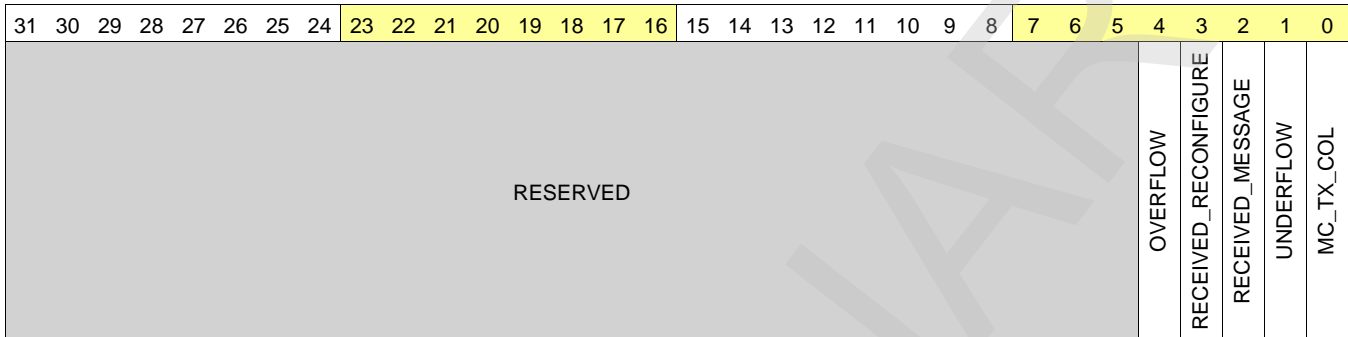 31 30 29 28 27 26 25 24 23 22 21 20 19 18 17 16 15 14 13 12 11 10 9 8 7 6 5 4 3 2 1 0
RESERVED
OVERFLOW
RECEIVED_RECONFIGURE
RECEIVED_MESSAGE
UNDERFLOW
MC_TX_COL